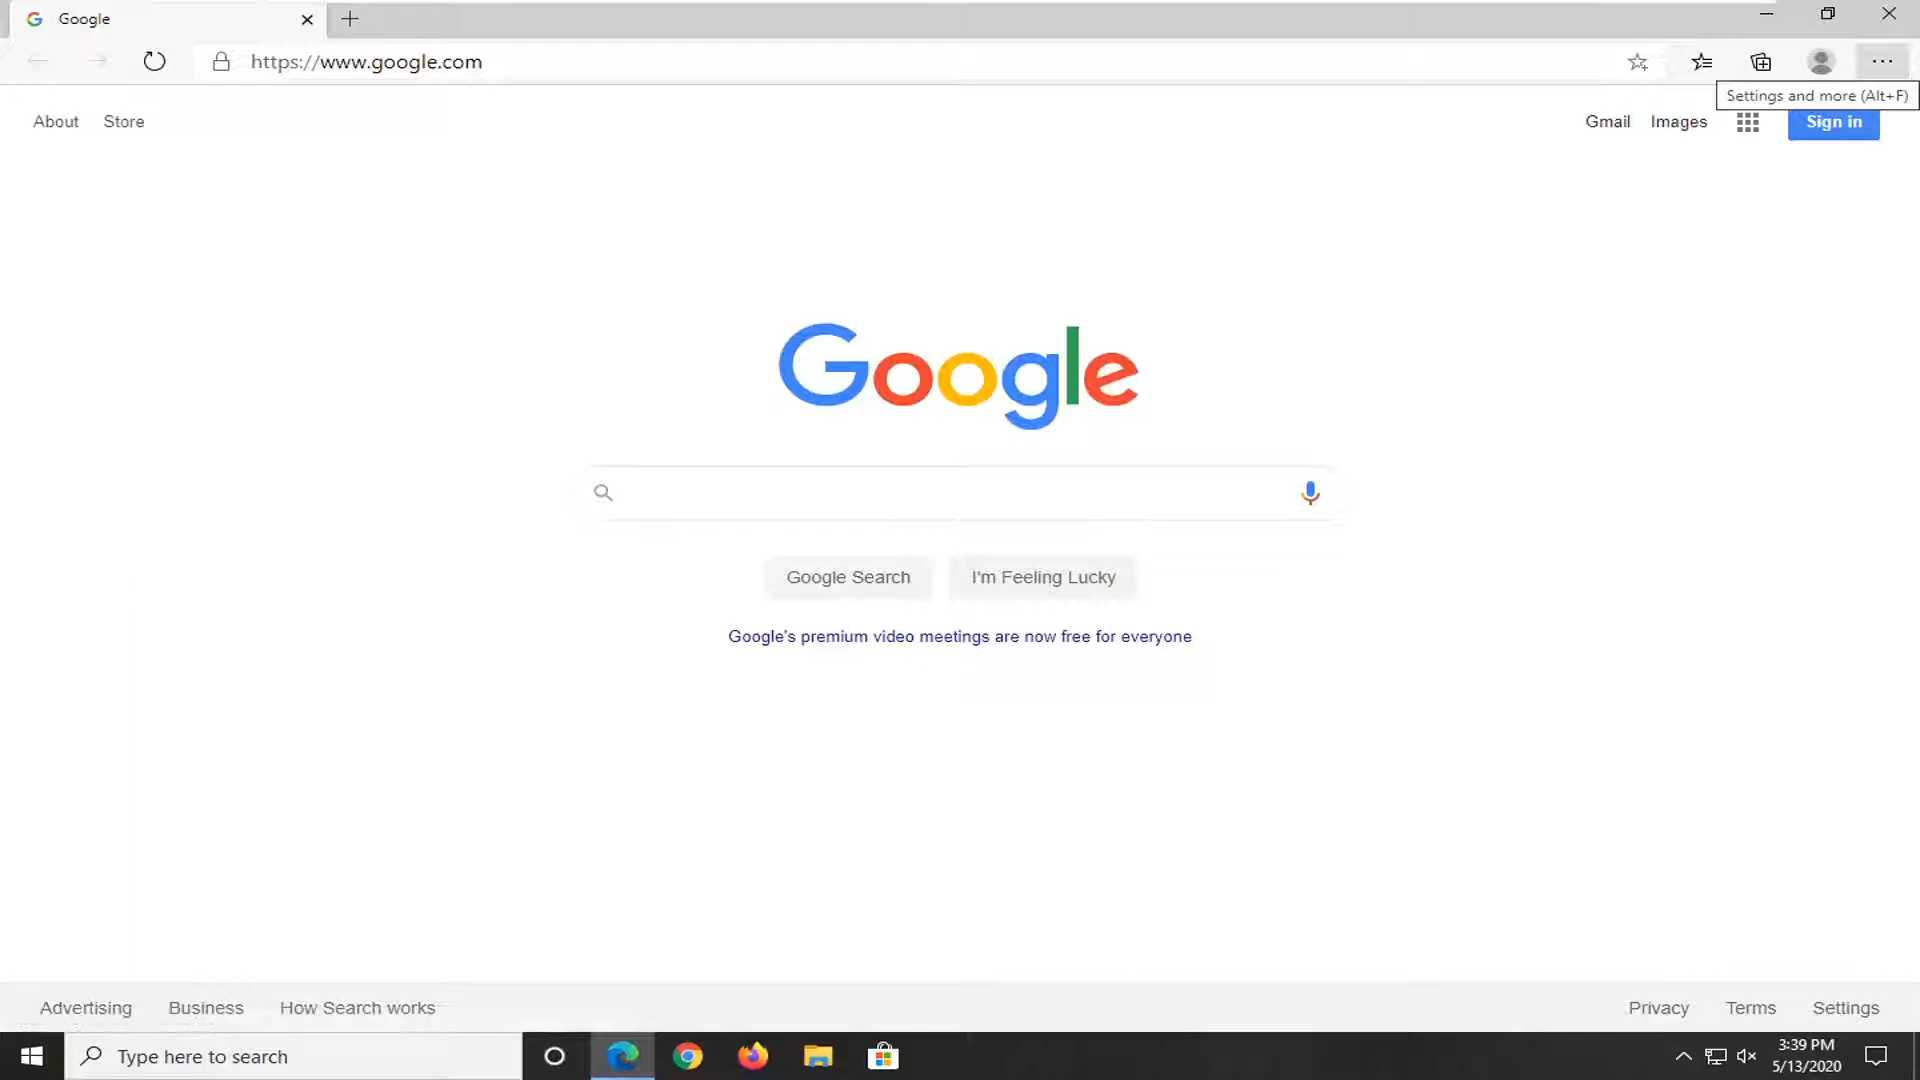 Google
https://www.google.com
Settings and more (Alt+F)
About Store
Gmail Images Sign in
Google
Google Search I'm Feeling Lucky
Google's premium video meetings are now free for everyone
Advertising Business How Search works
Privacy Terms Settings
Type here to search
3:39 PM
5/13/2020